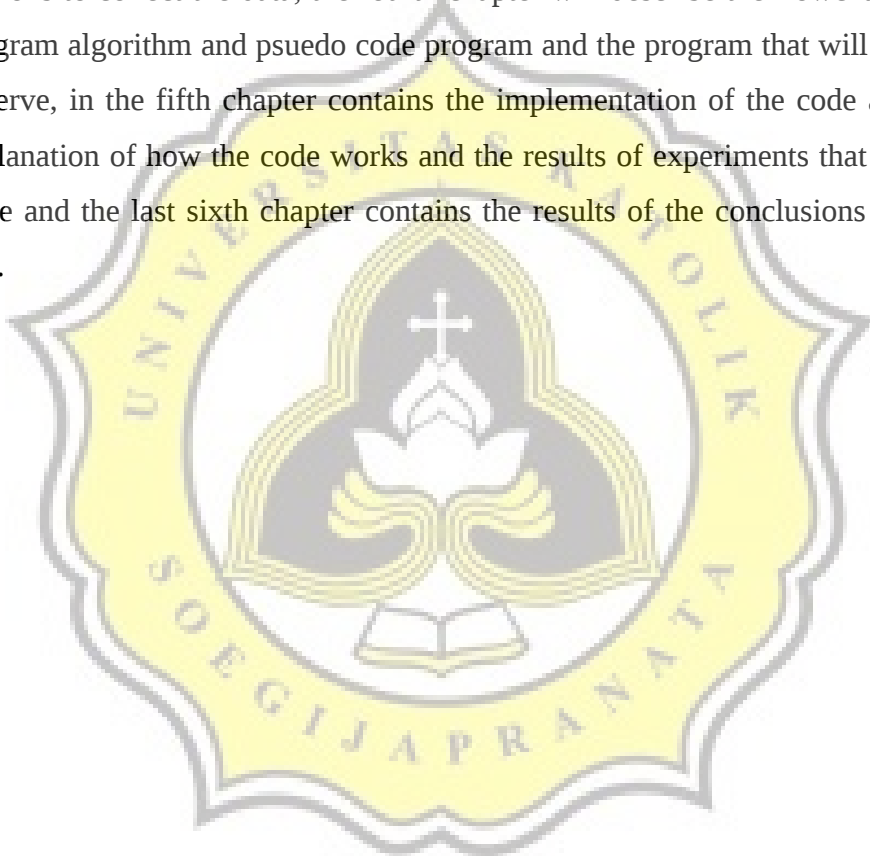 gram algorithm and psuedo code program and the program that will
erve, in the fifth chapter contains the implementation of the code
lanation of how the code works and the results of experiments that
e and the last sixth chapter contains the results of the conclusions
.
UNIVERSITAS KATOLIK
SOEGIJAPRANATA